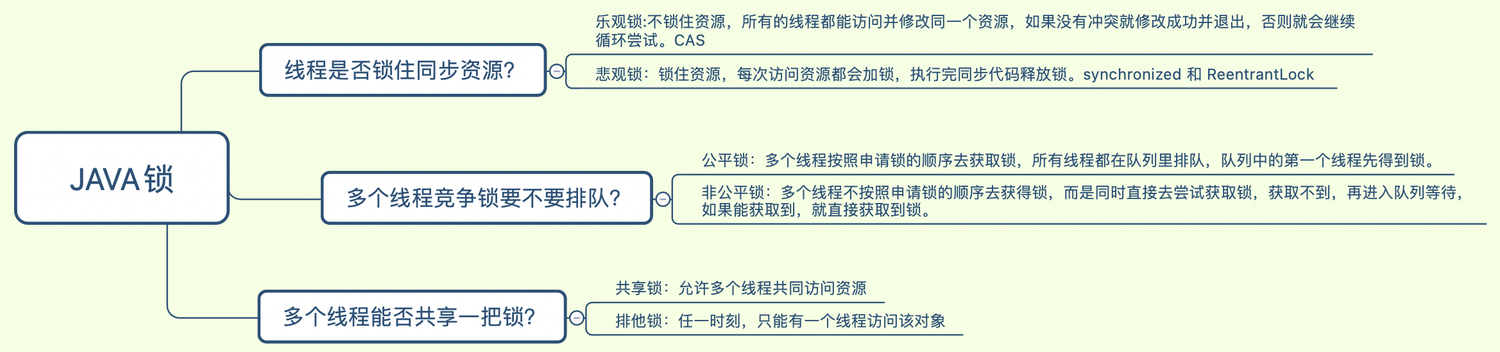 JAVA 锁
线程是否锁住同步资源？
乐观锁:不锁住资源，所有的线程都能访问并修改同一个资源，如果没有冲突就修改成功并退出，否则就会继续
循环尝试。CAS
悲观锁：锁住资源，每次访问资源都会加锁，执行完同步代码释放锁。synchronized 和 ReentrantLock
多个线程竞争锁要不要排队？
公平锁：多个线程按照申请锁的顺序去获取锁，所有线程都在队列里排队，队列中的第一个线程先得到锁。
非公平锁：多个线程不按照申请锁的顺序去获得锁，而是同时直接去尝试获取锁，获取不到，再进入队列等待，
如果能获取到，就直接获取到锁。
多个线程能否共享一把锁？
共享锁：允许多个线程共同访问资源
排他锁：任一时刻，只能有一个线程访问该对象